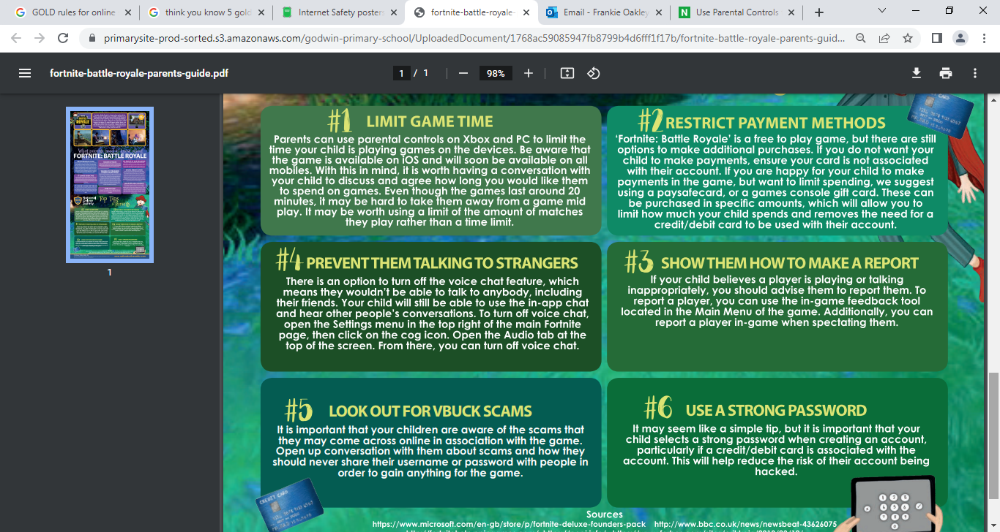 GOLD rules for online
think you know 5 gold
Internet Safety posters
fortnite-battle-royale-
Email - Frankie Oakley
Use Parental Controls
primarysite-prod-sorted.s3.amazonaws.com/godwin-primary-school/UploadedDocument/1768ac59085947fb8799b4d6fff1f17b/fortnite-battle-royale-parents-guid...
fortnite-battle-royale-parents-guide.pdf
1 / 1
98%
1
#1 LIMIT GAME TIME
Parents can use parental controls on Xbox and PC to limit the
time your child is playing games on the devices. Be aware that
the game is available on iOS and will soon be available on all
mobiles. With this in mind, it is worth having a conversation with
your child to discuss and agree how long you would like them
to spend on games. Even though the games last around 20
minutes, it may be hard to take them away from a game mid
play. It may be worth using a limit of the amount of matches
they play rather than a time limit.
#2 RESTRICT PAYMENT METHODS
‘Fortnite: Battle Royale’ is a free to play game, but there are still
options to make additional purchases. If you do not want your
child to make payments, ensure your card is not associated
with their account. If you are happy for your child to make
payments in the game, but want to limit spending, we suggest
using a paysafecard, or a games console gift card. These can
be purchased in specific amounts, which will allow you to
limit how much your child spends and removes the need for a
credit/debit card to be used with their account.
#4 PREVENT THEM TALKING TO STRANGERS
There is an option to turn off the voice chat feature, which
means they wouldn’t be able to talk to anybody, including
their friends. Your child will still be able to use the in-app chat
and hear other people’s conversations. To turn off voice chat,
open the Settings menu in the top right of the main Fortnite
page, then click on the cog icon. Open the Audio tab at the
top of the screen. From there, you can turn off voice chat.
#3 SHOW THEM HOW TO MAKE A REPORT
If your child believes a player is playing or talking
inappropriately, you should advise them to report them. To
report a player, you can use the in-game feedback tool
located in the Main Menu of the game. Additionally, you can
report a player in-game when spectating them.
#5 LOOK OUT FOR VBUCK SCAMS
It is important that your children are aware of the scams that
they may come across online in association with the game.
Open up conversation with them about scams and how they
should never share their username or password with people in
order to gain anything for the game.
#6 USE A STRONG PASSWORD
It may seem like a simple tip, but it is important that your
child selects a strong password when creating an account,
particularly if a credit/debit card is associated with the
account. This will help reduce the risk of their account being
hacked.
CREDIT CARD
Sources
https://www.microsoft.com/en-gb/store/p/fortnite-deluxe-founders-pack http://www.bbc.co.uk/news/newsbeat-43626075